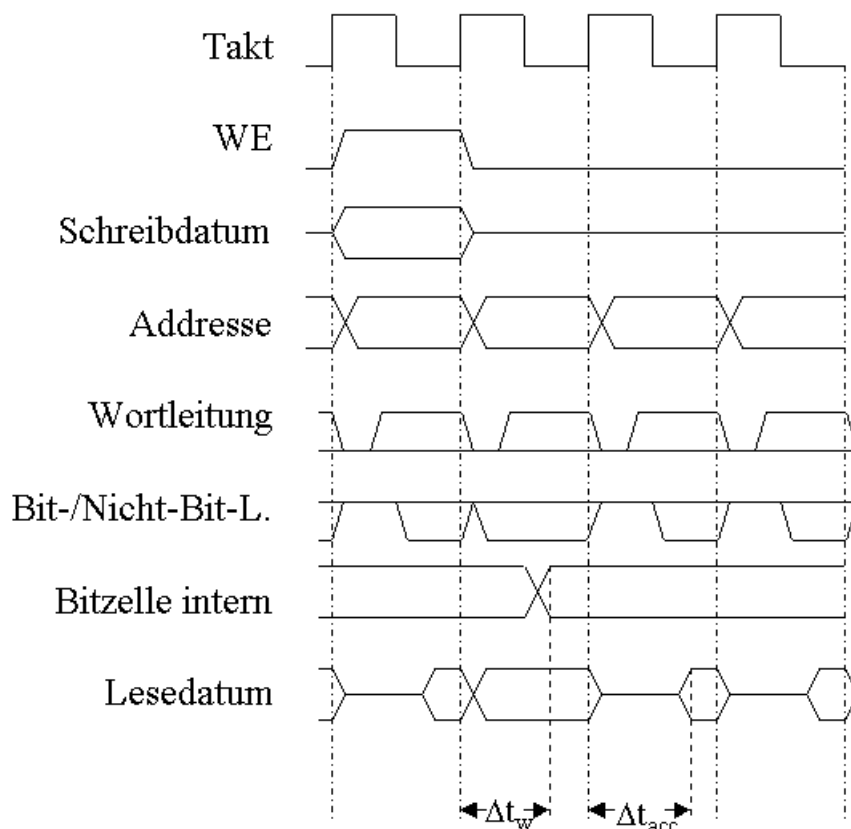 Takt
WE
Schreibdatum
Addresse
Wortleitung
Bit-/Nicht-Bit-L.
Bitzelle intern
Lesedatum
Δt_w
Δt_acc